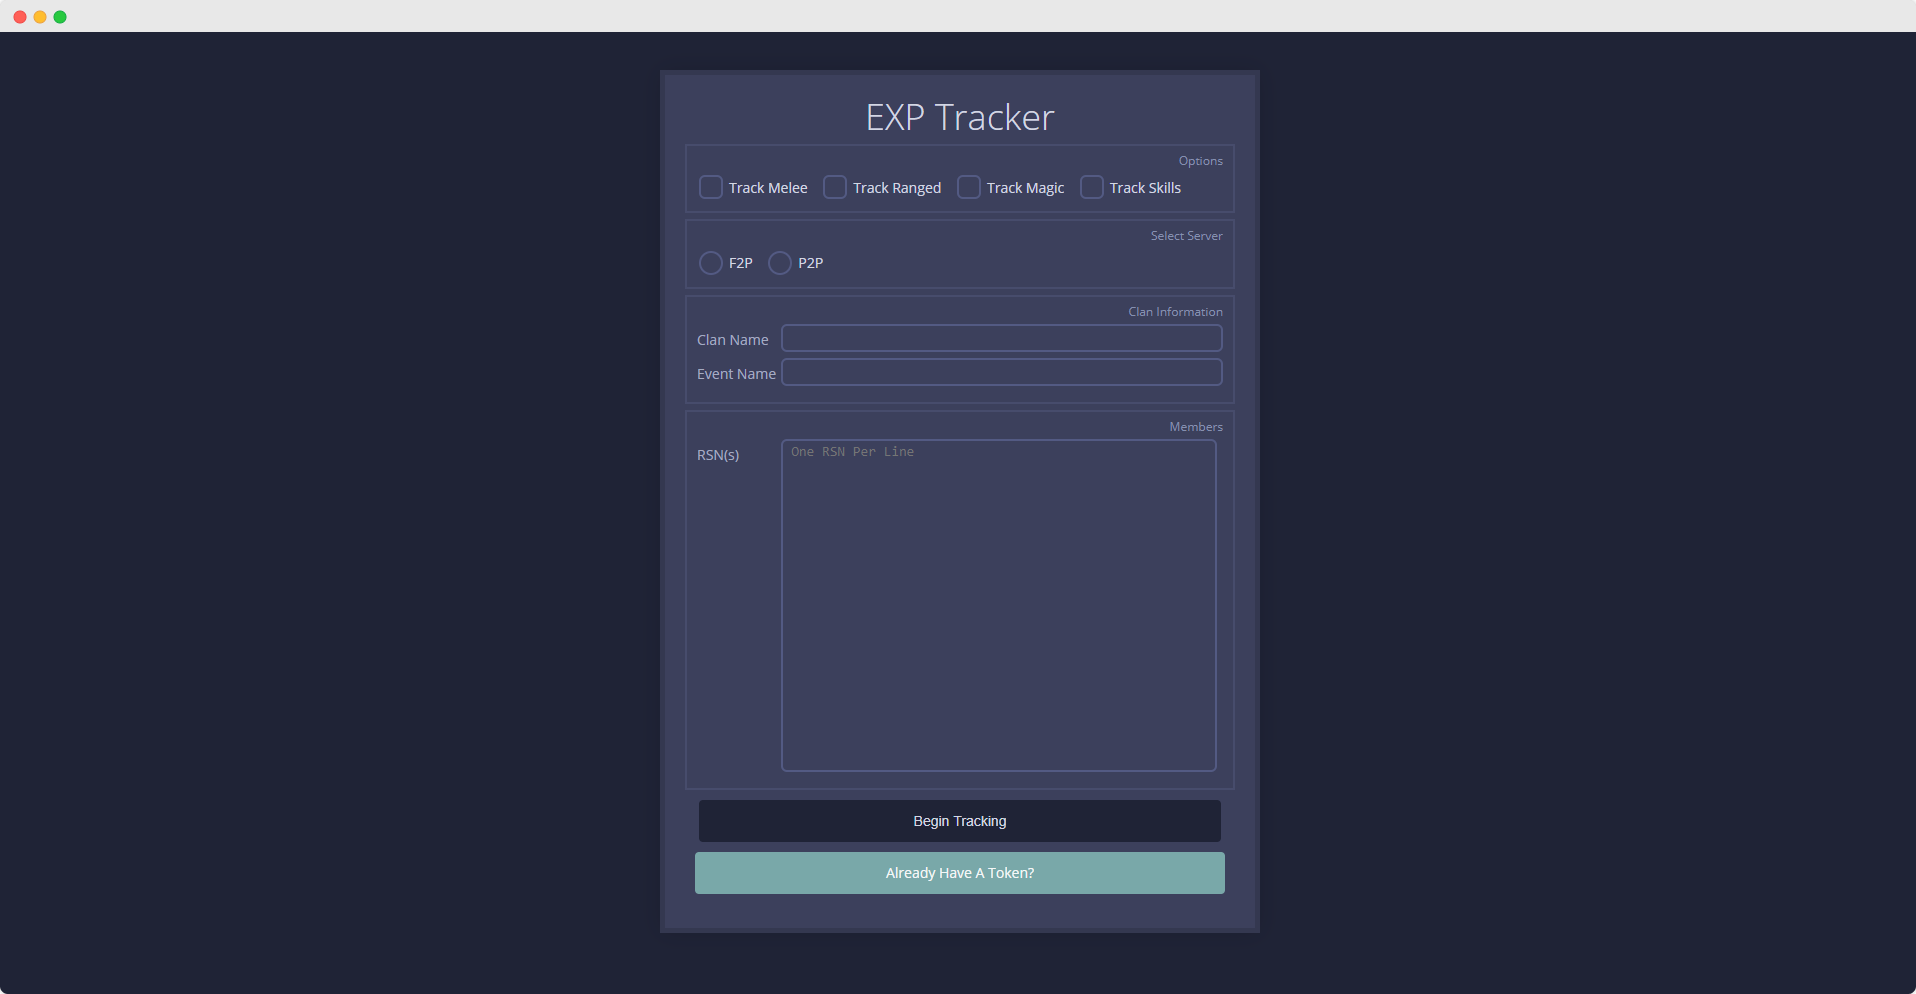 EXP Tracker
Options
Track Melee Track Ranged Track Magic Track Skills
Select Server
F2P P2P
Clan Information
Clan Name
Event Name
Members
RSN(s)
One RSN Per Line
Begin Tracking
Already Have A Token?